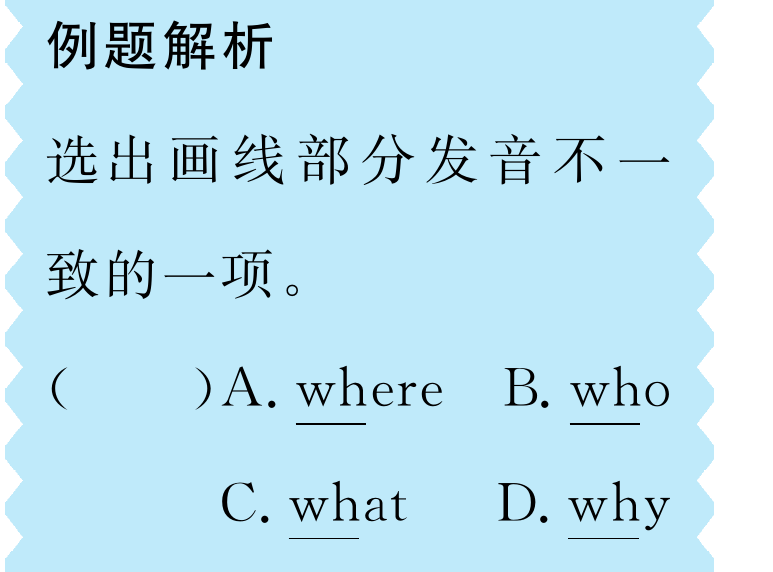 例题解析
选出画线部分发音不一
致的一项。
(　　)A. where　B. who
C. what　D. why